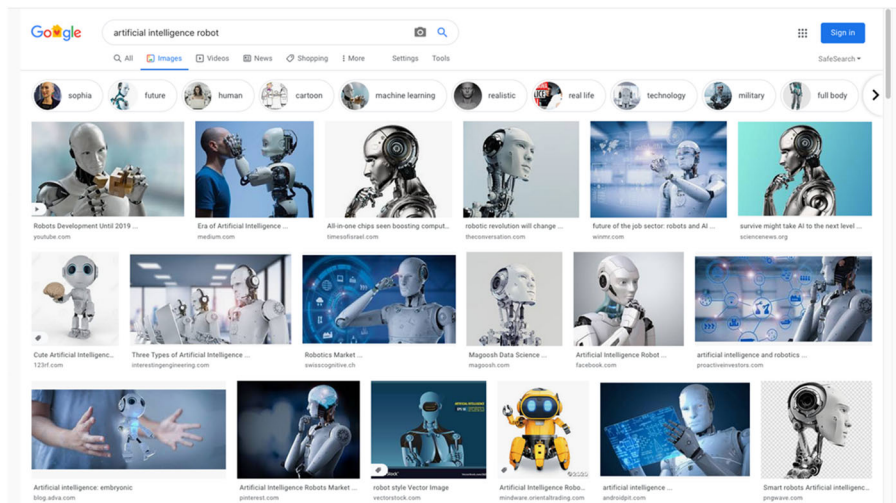 Google
artificial intelligence robot
Sign in
All Images Videos News Shopping More Settings Tools SafeSearch
sophia future human cartoon machine learning realistic real life technology military full body
Robots Development Until 2019 ... Era of Artificial Intelligence ... All-in-one chips seen boosting comput... robotic revolution will change ... future of the job sector: robots and AI ... survive might take AI to the next level ...
youtube.com medium.com timesofisrael.com theconversation.com winmr.com sciencenews.org
Cute Artificial Intelligenc... Three Types of Artificial Intelligence ... Robotics Market ... Magoosh Data Science ... Artificial Intelligence Robot ... artificial intelligence and robotics ...
123rf.com interestingengineering.com swisscognitive.ch magoosh.com facebook.com proactiveinvestors.com
Artificial intelligence: embryonic Artificial Intelligence Robots Market ... robot style Vector Image Artificial Intelligence Robo... artificial intelligence ... Smart robots Artificial intelligenc...
blog.adva.com pinterest.com vectorstock.com mindware.orientaltrading.com androidpit.com pngwave.com